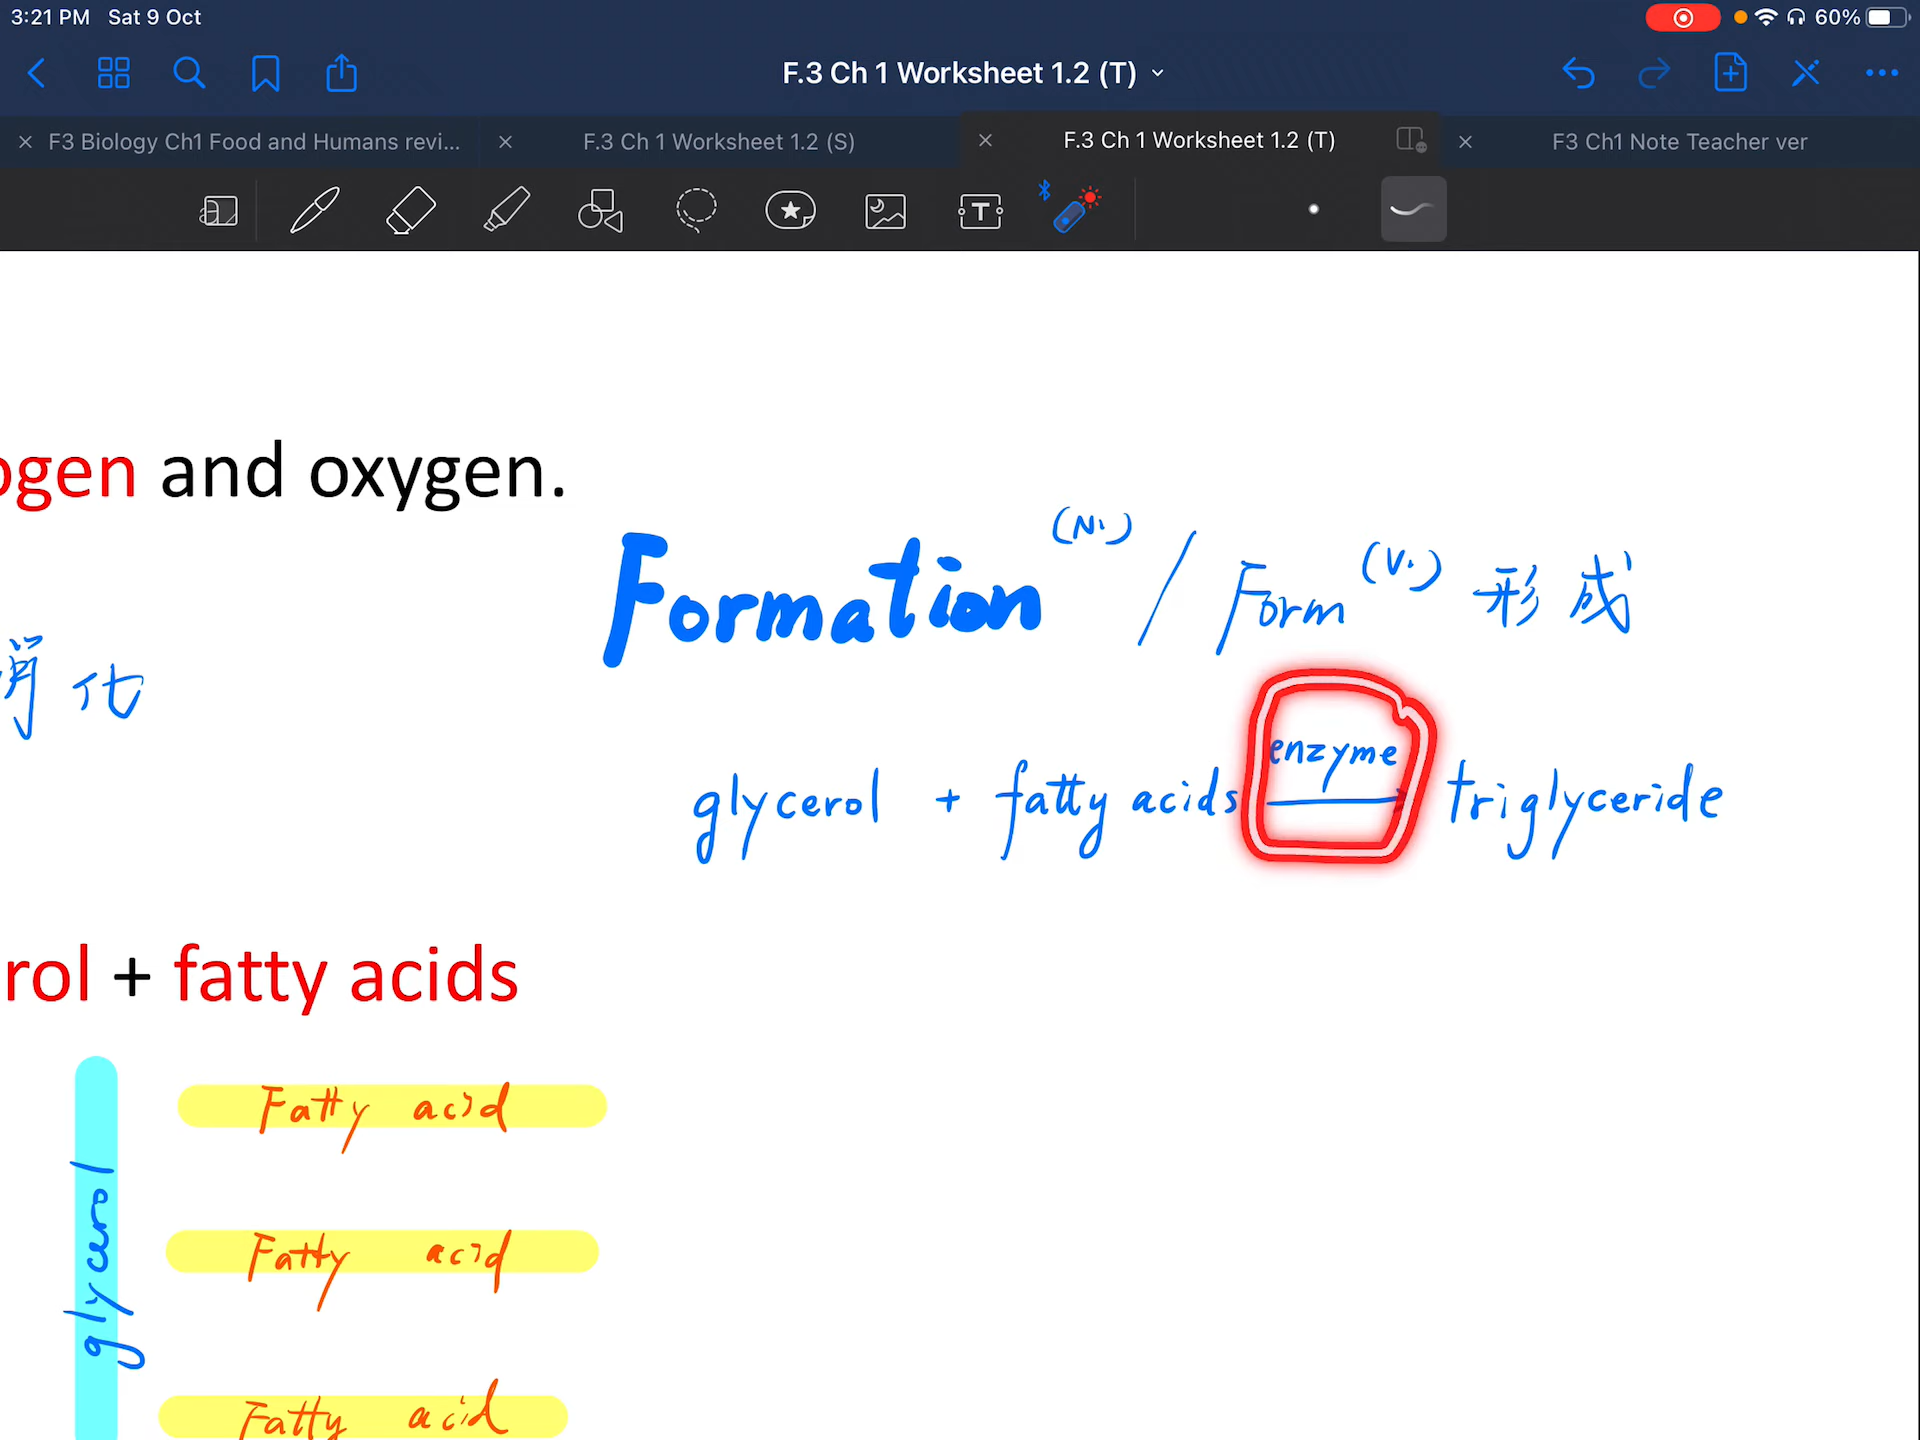 3:21 PM Sat 9 Oct 60%
F.3 Ch 1 Worksheet 1.2 (T)
F3 Biology Ch1 Food and Humans revi...
F.3 Ch 1 Worksheet 1.2 (S)
F.3 Ch 1 Worksheet 1.2 (T)
F3 Ch1 Note Teacher ver
T
ogen and oxygen.
Formation (N.) / Form (V.) 形成
消化
enzyme
glycerol + fatty acids → triglyceride
rol + fatty acids
glycerol
Fatty acid
Fatty acid
Fatty acid